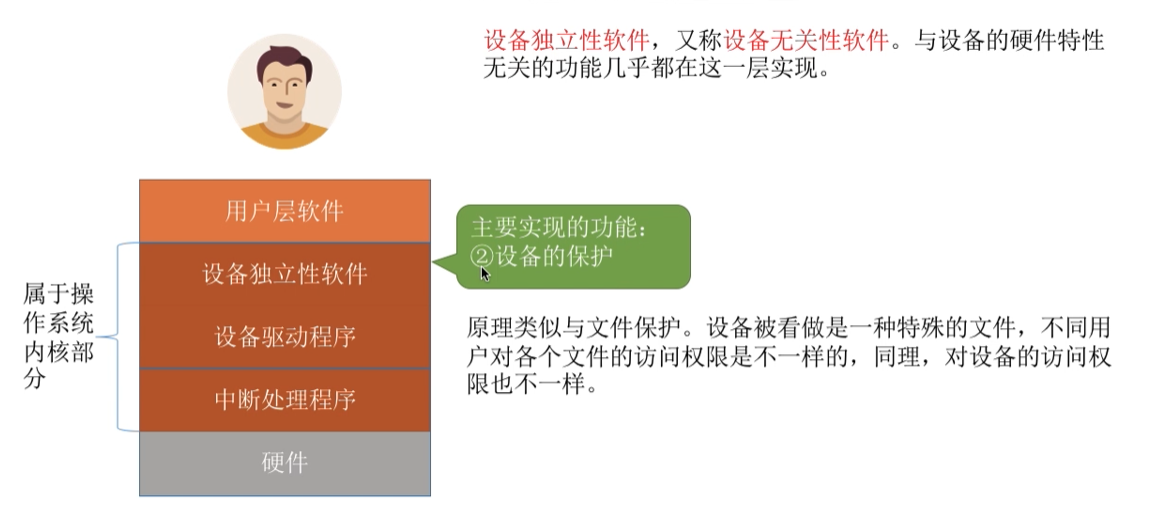 设备独立性软件，又称设备无关性软件。与设备的硬件特性
无关的功能几乎都在这一层实现。
用户层软件
设备独立性软件
设备驱动程序
中断处理程序
硬件
属于操
作系统
内核部
分
主要实现的功能：
②设备的保护
原理类似与文件保护。设备被看做是一种特殊的文件，不同用
户对各个文件的访问权限是不一样的，同理，对设备的访问权
限也不一样。